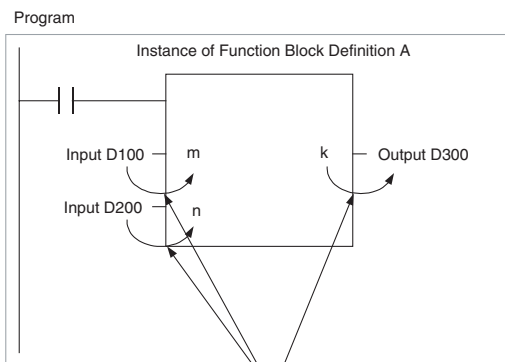 Program
Instance of Function Block Definition A
Input D100
m
k
Output D300
Input D200
n